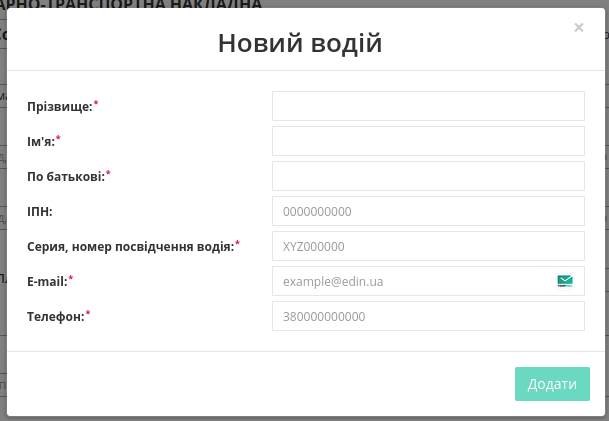 АРНО-ТРАНСПОРТНА НАКЛАДНА
×
Новий водій
Прізвище:*
Ім'я:*
По батькові:*
ІПН:
0000000000
Серия, номер посвідчення водія:*
XYZ000000
E-mail:*
example@edin.ua
Телефон:*
380000000000
Додати